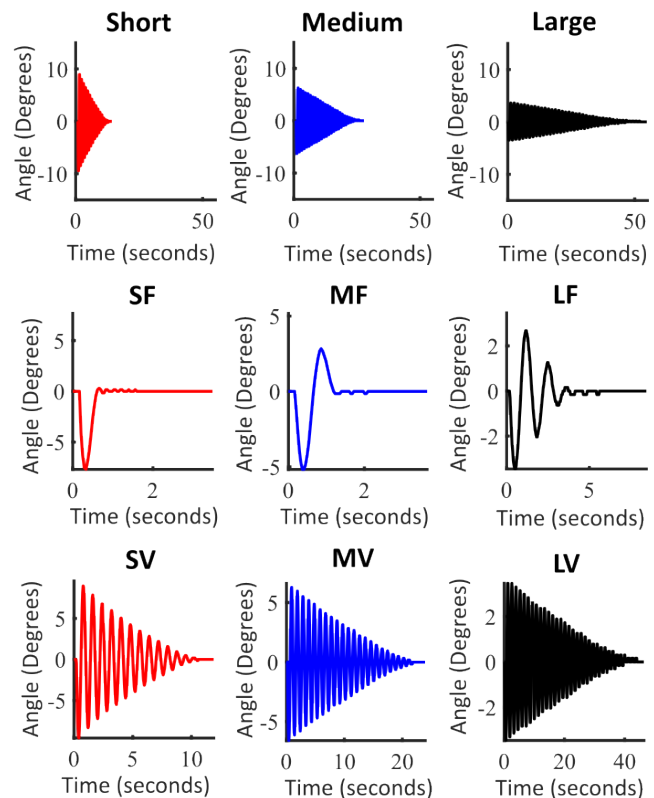 Short Medium Large
Angle (Degrees) 10 0 -10 Angle (Degrees) 10 0 -10 Angle (Degrees) 10 0 -10
0 50 0 50 0 50
Time (seconds) Time (seconds) Time (seconds)
SF MF LF
Angle (Degrees) 5 0 -5 Angle (Degrees) 5 0 -5 Angle (Degrees) 2 0 -2
0 2 0 2 0 5
Time (seconds) Time (seconds) Time (seconds)
SV MV LV
Angle (Degrees) 5 0 -5 Angle (Degrees) 5 0 -5 Angle (Degrees) 2 0 -2
0 5 10 0 10 20 0 20 40
Time (seconds) Time (seconds) Time (seconds)